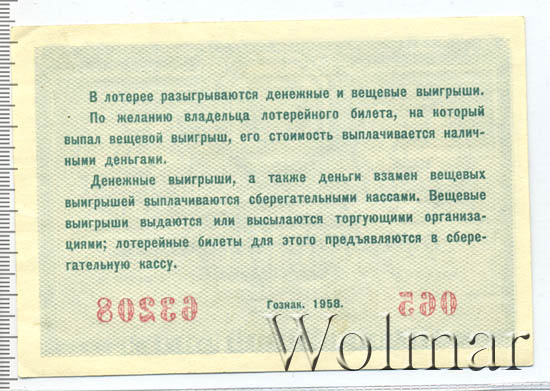 В лотерее разыгрываются денежные и вещевые выигрыши.
По желанию владельца лотерейного билета, на который
выпал вещевой выигрыш, его стоимость выплачивается налич-
ными деньгами.
Денежные выигрыши, а также деньги взамен вещевых
выигрышей выплачиваются сберегательными кассами. Вещевые
выигрыши выдаются или высылаются торгующими организа-
циями; лотерейные билеты для этого предъявляются в сбере-
гательную кассу.
63208 Гознак. 1958. 065
Wolmar